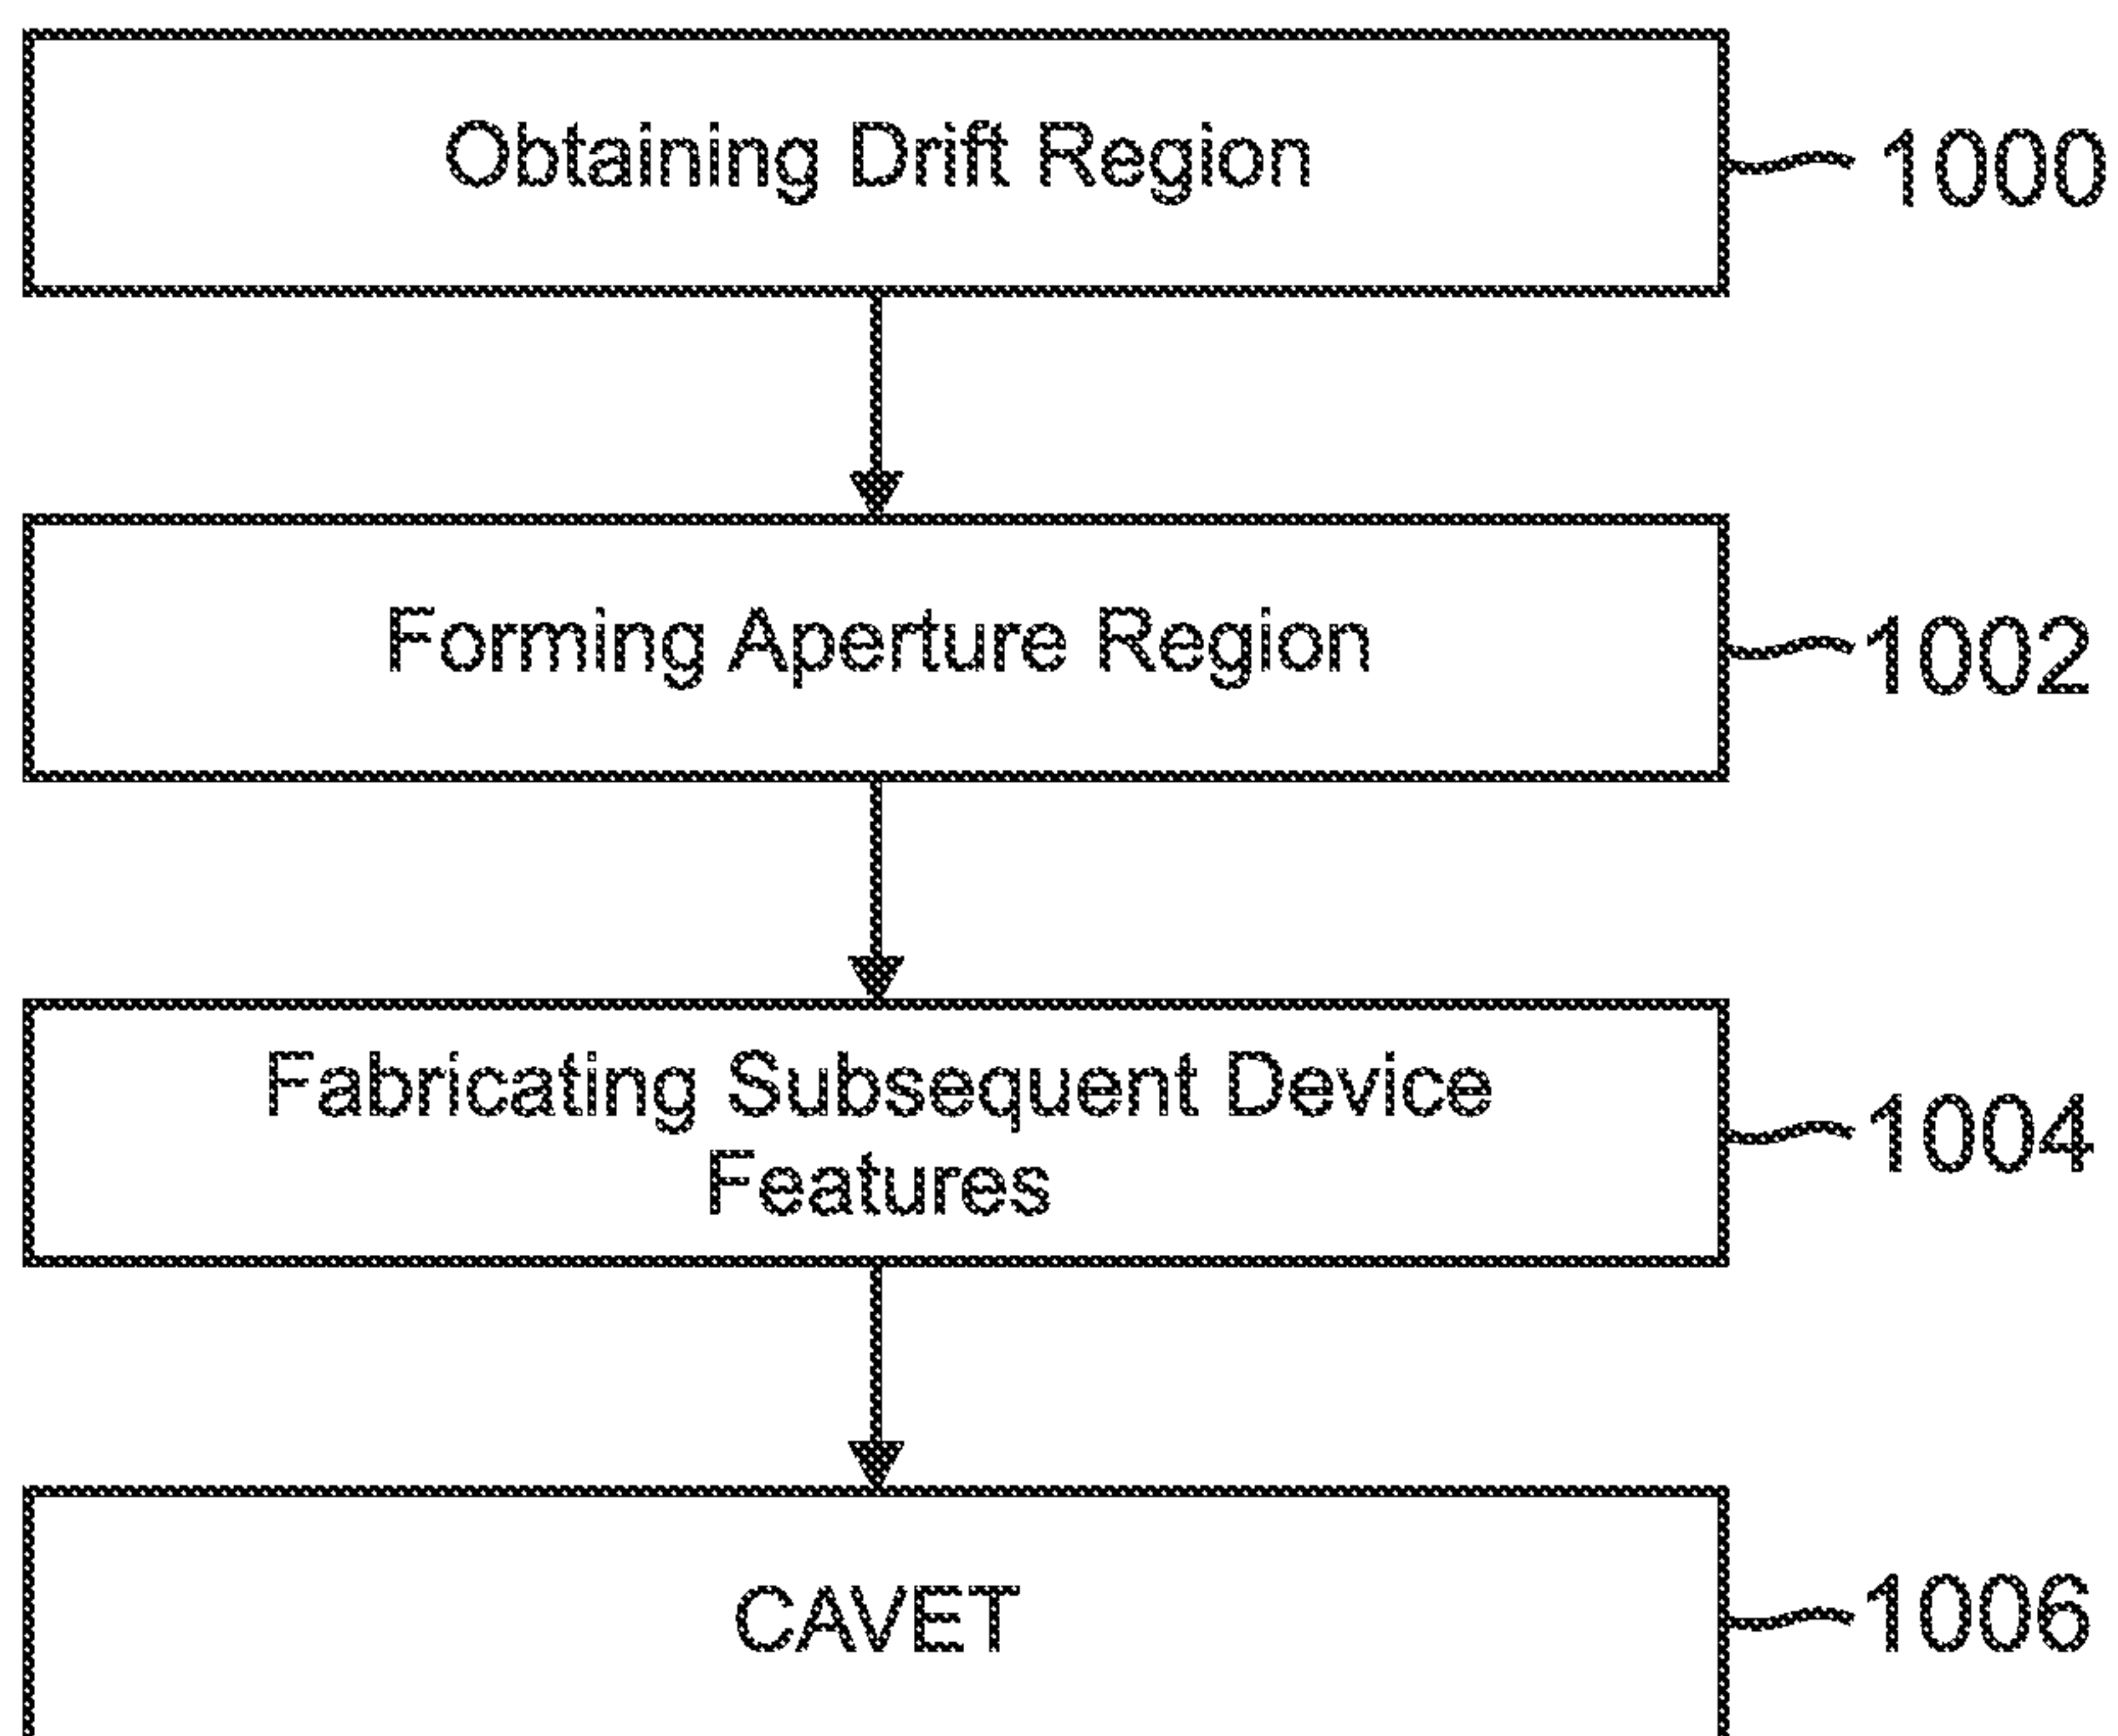 Obtaining Drift Region
1000
Forming Aperture Region
1002
Fabricating Subsequent Device
Features
1004
CAVET
1006